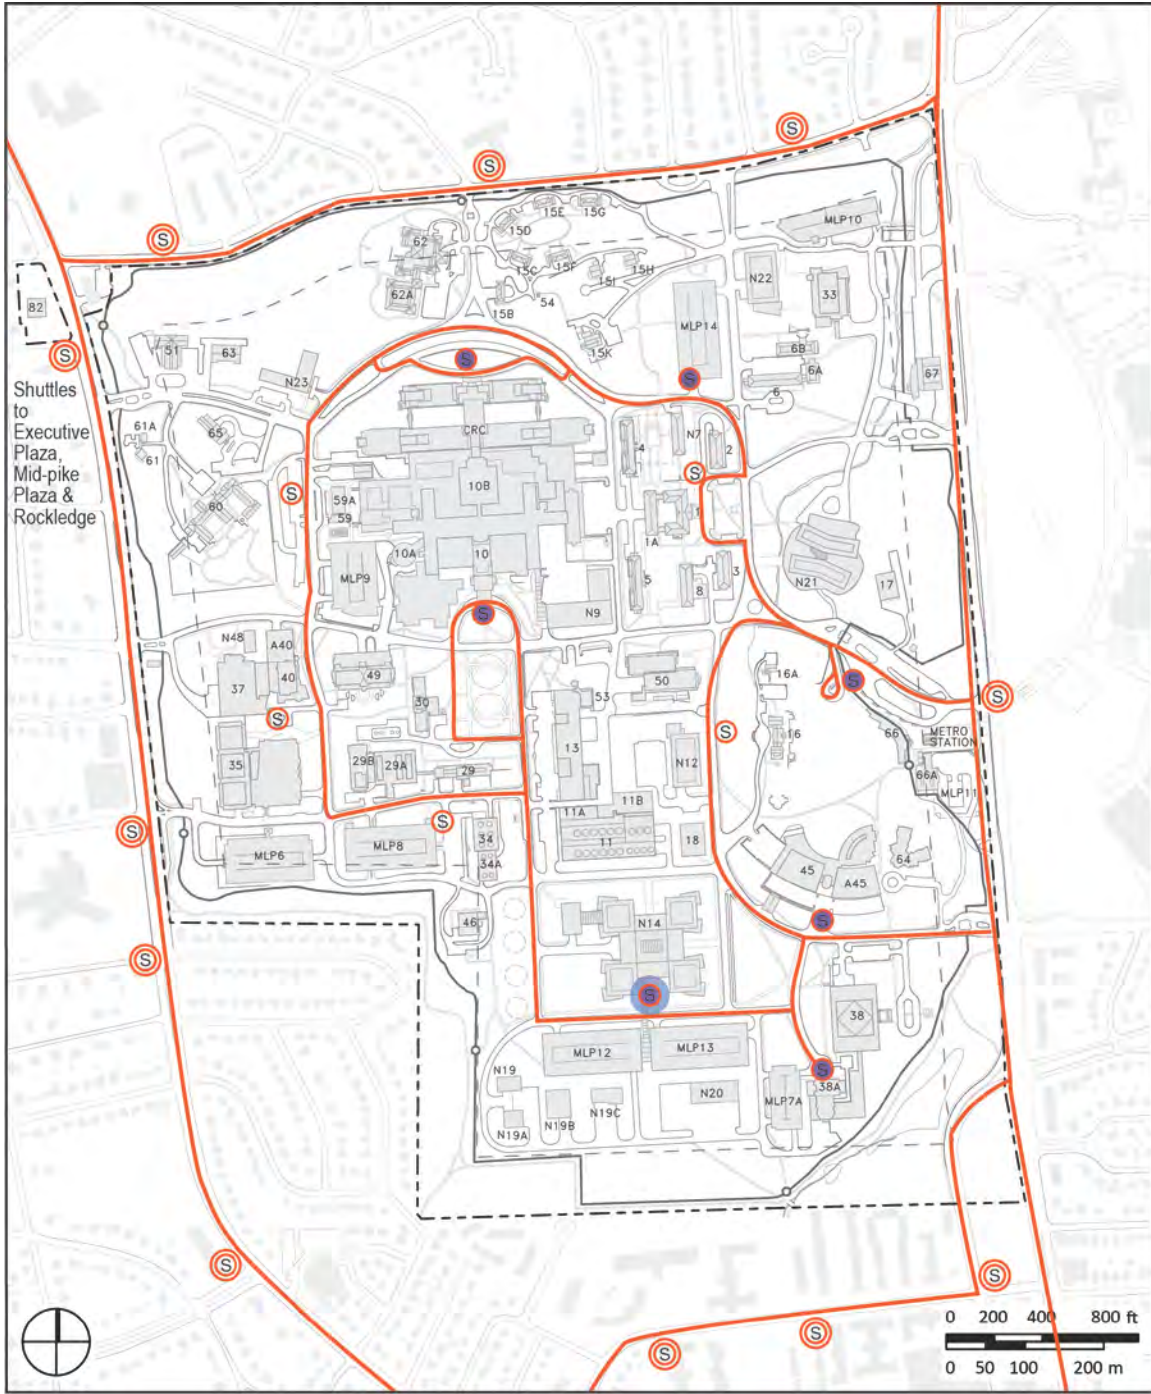 S
S
S
15E
15G
MLP10
15D
62
15C
15F
15H
15I
N22
33
62A
54
82
15B
MLP14
S
51
63
15K
6B
S
N23
6A
67
S
6
Shuttles
to
Executive
Plaza,
Mid-pike
Plaza &
Rockledge
61A
65
61
CRC
4
N7
2
S
S
10B
59A
60
59
1
1A
10A
10
MLP9
5
8
3
N21
17
S
N9
N48
A40
37
40
49
50
16A
S
S
30
53
S
S
66
16
METRO
STATION
35
29B
29A
29
13
N12
66A
MLP11
11A
11B
S
S
34
11
18
MLP6
MLP8
34A
64
45
A45
46
N14
S
S
S
38
MLP12
MLP13
S
N19
38A
N19A
N19B
N19C
N20
MLP7A
S
S
0 200 400 800 ft
S
S
0 50 100 200 m